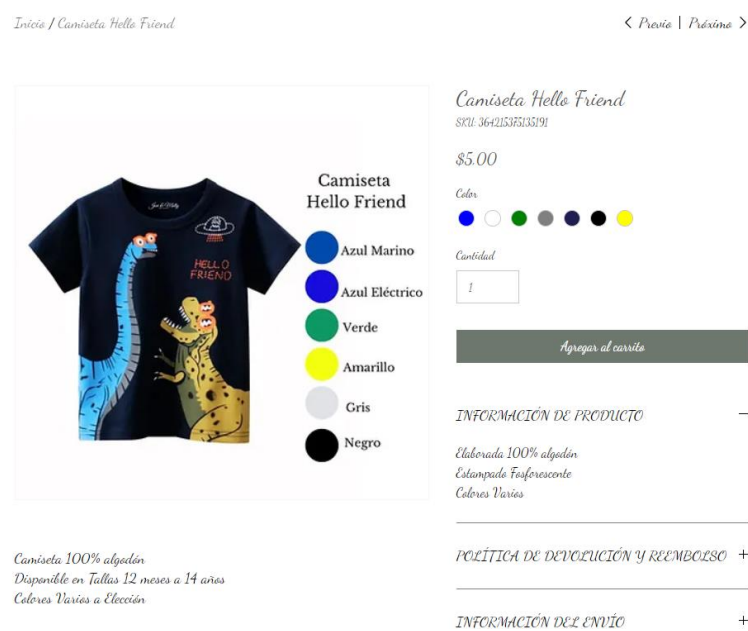 Inicio / Camiseta Hello Friend
Previo | Próximo
Camiseta Hello Friend
SKU: 364215375135191
$5.00
Color
Cantidad
1
Agregar al carrito
INFORMACIÓN DE PRODUCTO
Elaborada 100% algodón
Estampado Fosforescente
Colores Varios
POLÍTICA DE DEVOLUCIÓN Y REEMBOLSO
INFORMACIÓN DEL ENVÍO
Camiseta
Hello Friend
HELLO
FRIEND
Azul Marino
Azul Eléctrico
Verde
Amarillo
Gris
Negro
Camiseta 100% algodón
Disponible en Tallas 12 meses a 14 años
Colores Varios a Elección